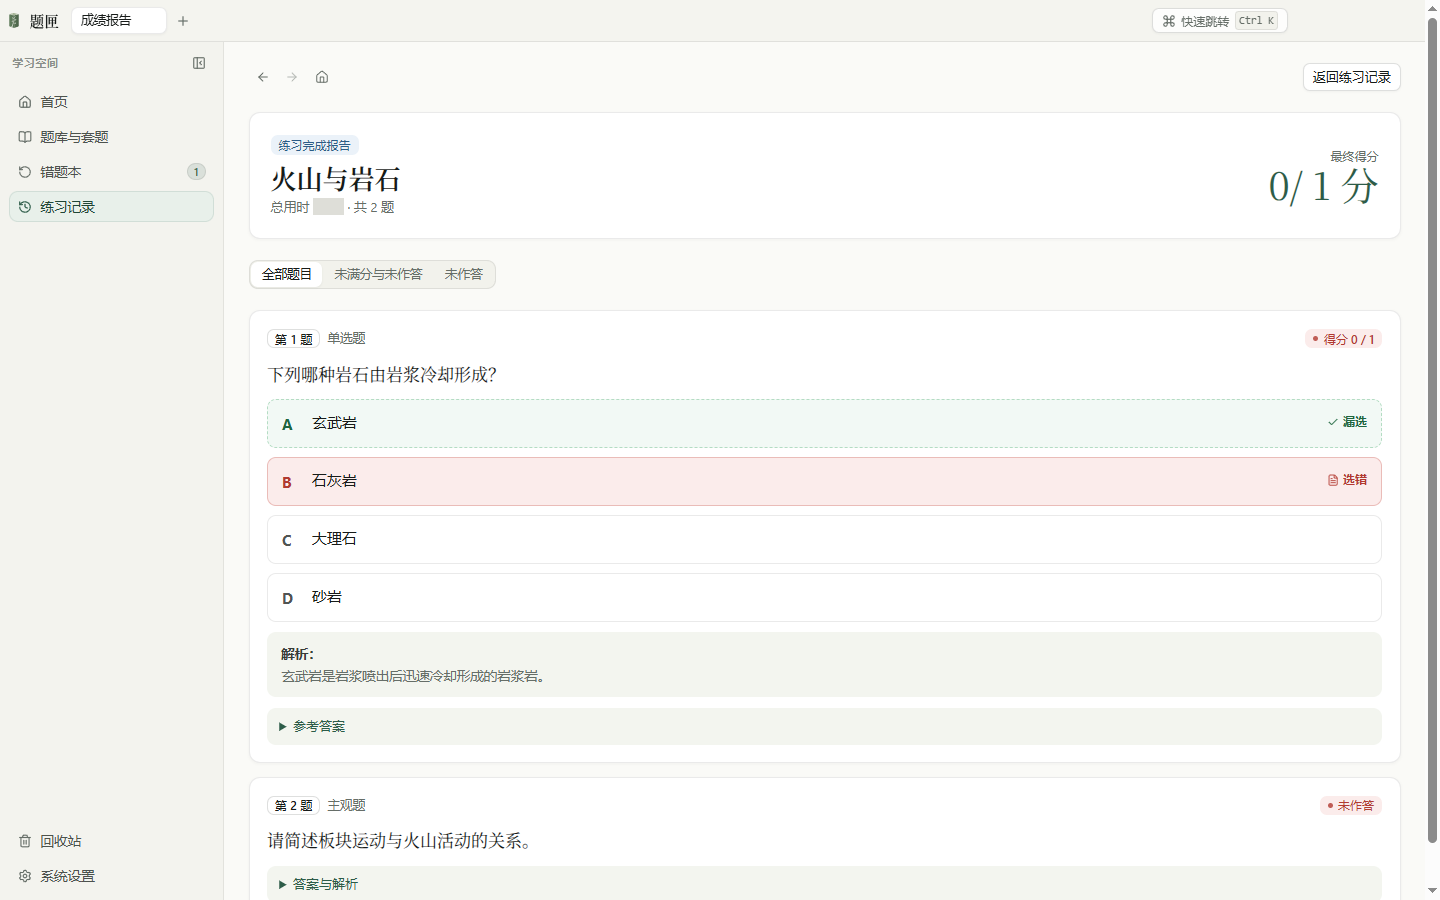 题匣
成绩报告
快速跳转 Ctrl K
学习空间
首页
题库与套题
错题本 1
练习记录
回收站
系统设置
返回练习记录
练习完成报告
火山与岩石
总用时 · 共 2 题
最终得分
0/ 1 分
全部题目 未满分与未作答 未作答
第 1 题 单选题 得分 0 / 1
下列哪种岩石由岩浆冷却形成?
A 玄武岩 漏选
B 石灰岩 选错
C 大理石
D 砂岩
解析：
玄武岩是岩浆喷出后迅速冷却形成的岩浆岩。
参考答案
第 2 题 主观题 未作答
请简述板块运动与火山活动的关系。
答案与解析